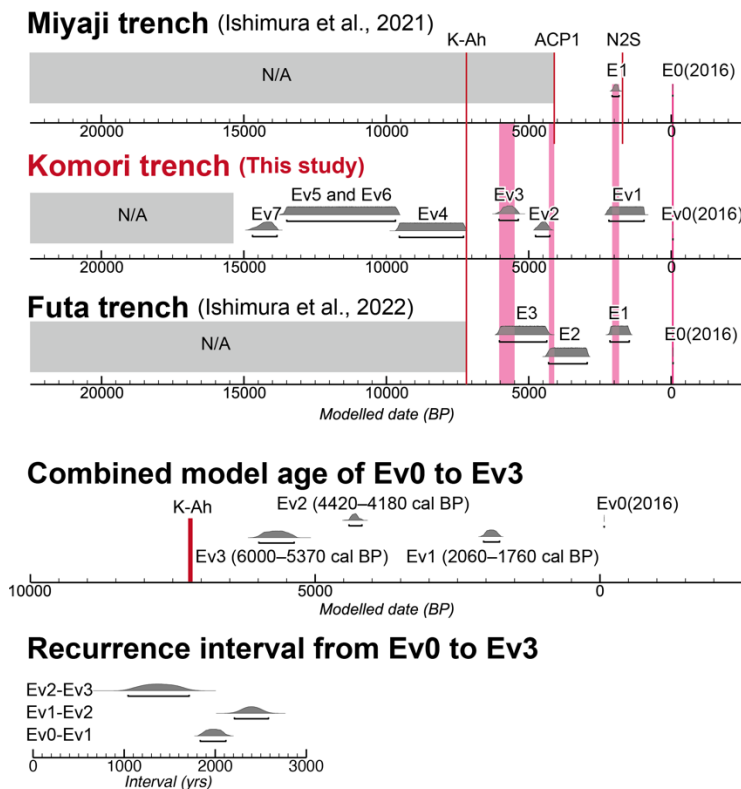 Miyaji trench (Ishimura et al., 2021)
K-Ah ACP1 N2S
N/A E1 E0(2016)
20000 15000 10000 5000 0
Komori trench (This study)
N/A Ev7 Ev5 and Ev6 Ev4 Ev3 Ev2 Ev1 Ev0(2016)
20000 15000 10000 5000 0
Futa trench (Ishimura et al., 2022)
N/A E3 E2 E1 E0(2016)
20000 15000 10000 5000 0
Modelled date (BP)
Combined model age of Ev0 to Ev3
K-Ah Ev2 (4420–4180 cal BP) Ev0(2016)
Ev3 (6000–5370 cal BP) Ev1 (2060–1760 cal BP)
10000 5000 0
Modelled date (BP)
Recurrence interval from Ev0 to Ev3
Ev2-Ev3
Ev1-Ev2
Ev0-Ev1
0 1000 2000 3000
Interval (yrs)